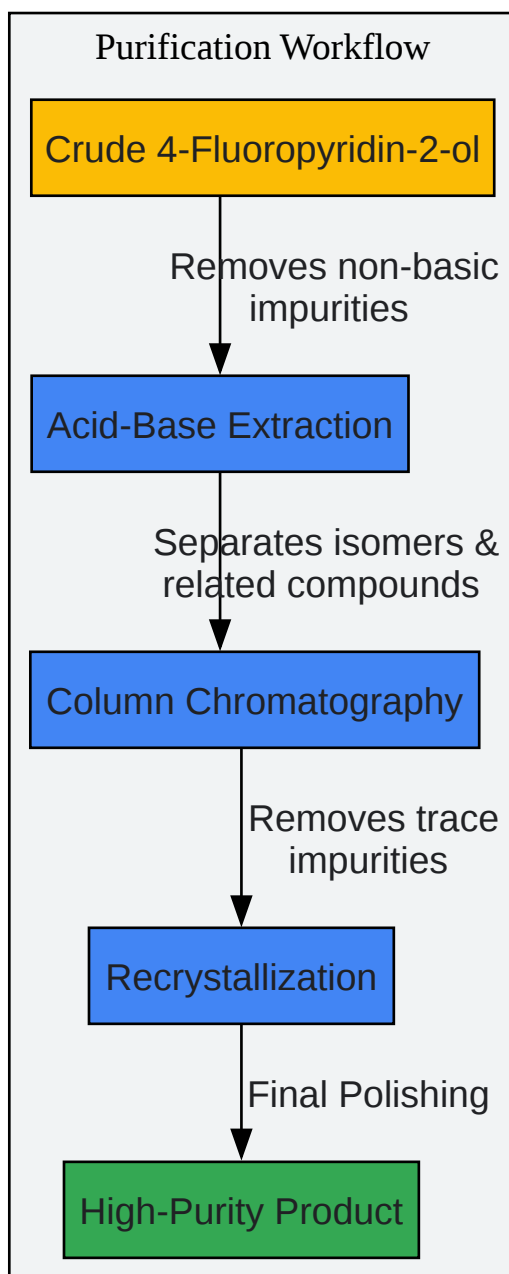 Purification Workflow
Crude 4-Fluoropyridin-2-ol
Removes non-basic
impurities
Acid-Base Extraction
Separates isomers &
related compounds
Column Chromatography
Removes trace
impurities
Recrystallization
Final Polishing
High-Purity Product